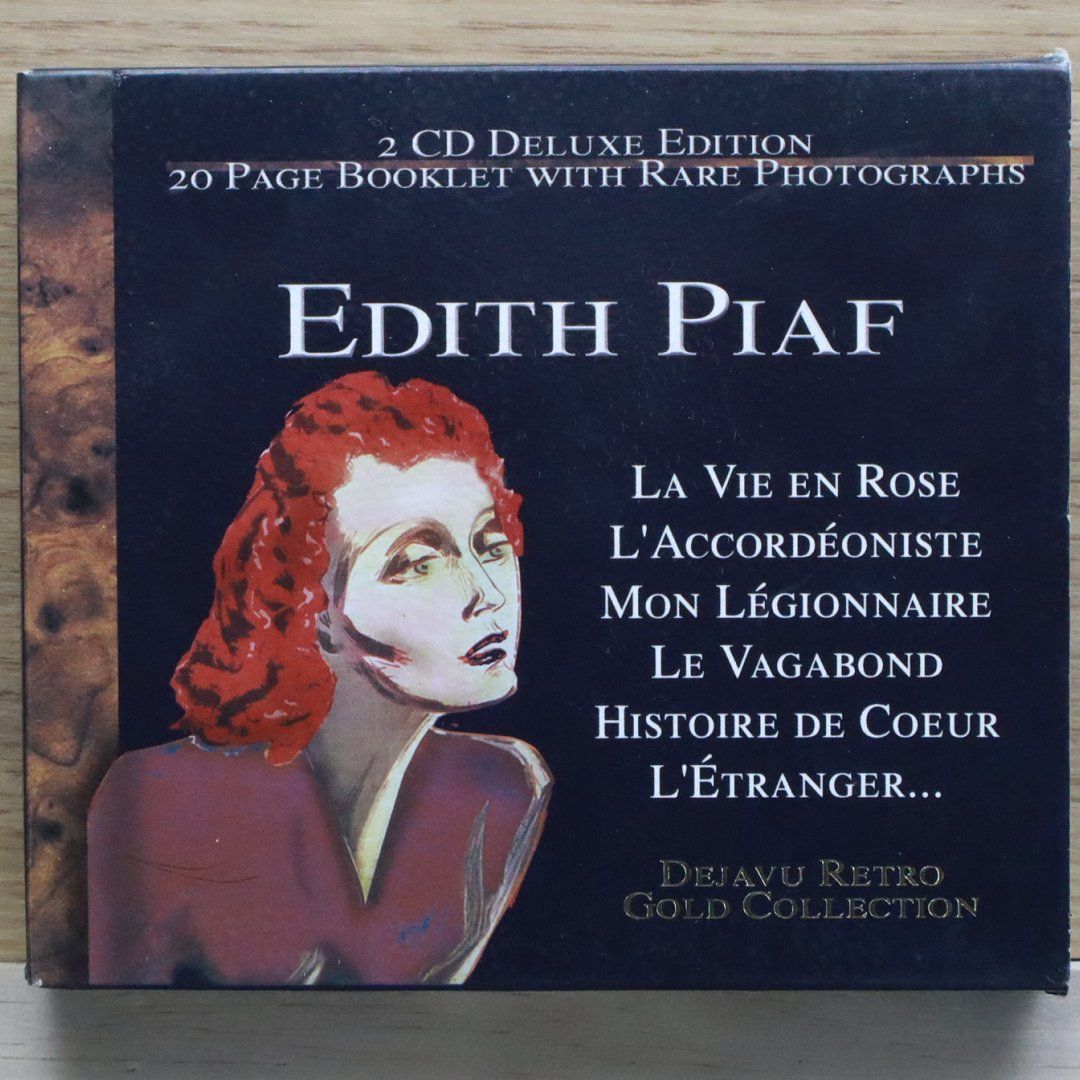 2 CD Deluxe Edition
20 Page Booklet with Rare Photographs
Edith Piaf
La Vie en Rose
L'Accordéoniste
Mon Légionnaire
Le Vagabond
Histoire de Coeur
L'Étranger...
Dejavu Retro
Gold Collection